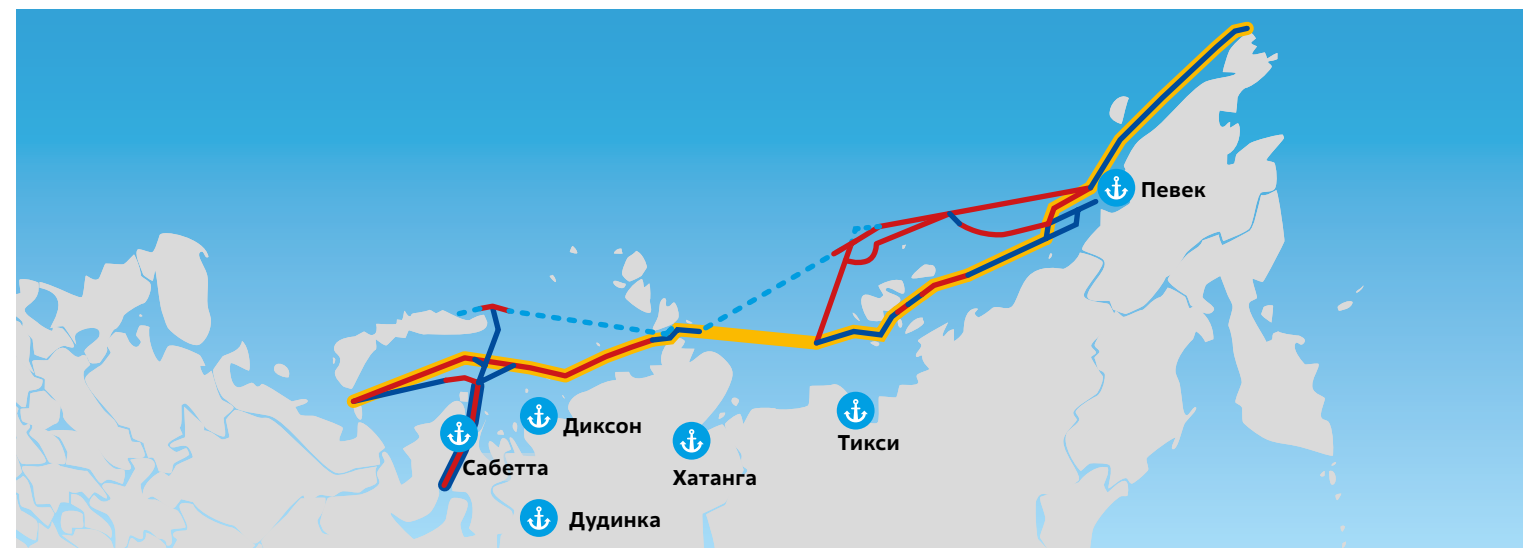 Певек
Диксон
Тикси
Сабетта
Хатанга
Дудинка